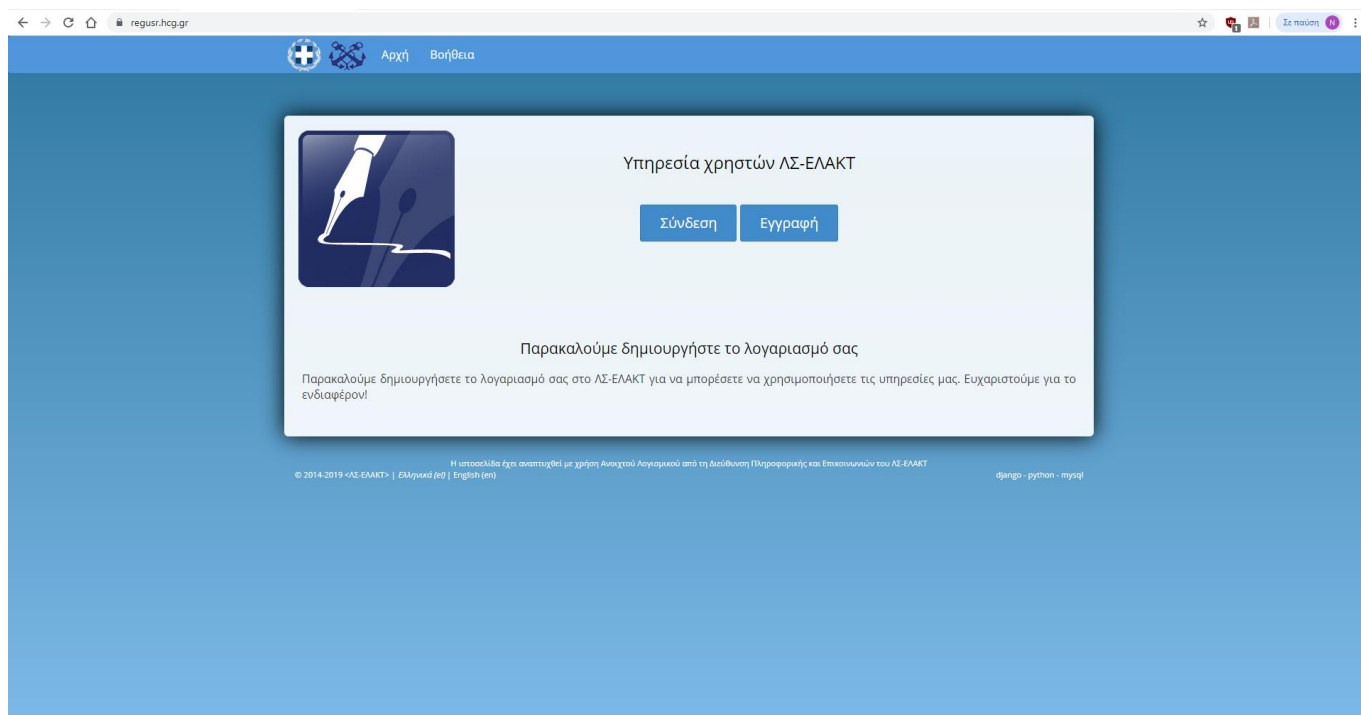 regusr.hcg.gr
1
Σε παύση N
Αρχή Βοήθεια
Υπηρεσία χρηστών ΛΣ-ΕΛΑΚΤ
Σύνδεση Εγγραφή
Παρακαλούμε δημιουργήστε το λογαριασμό σας
Παρακαλούμε δημιουργήσετε το λογαριασμό σας στο ΛΣ-ΕΛΑΚΤ για να μπορέσετε να χρησιμοποιήσετε τις υπηρεσίες μας. Ευχαριστούμε για το
ενδιαφέρον!
Η ιστοσελίδα έχει αναπτυχθεί με χρήση Ανοιχτού Λογισμικού από τη Διεύθυνση Πληροφορικής και Επικοινωνιών του ΛΣ-ΕΛΑΚΤ
© 2014-2019 <ΛΣ-ΕΛΑΚΤ> | Ελληνικά (el) | English (en) django - python - mysql